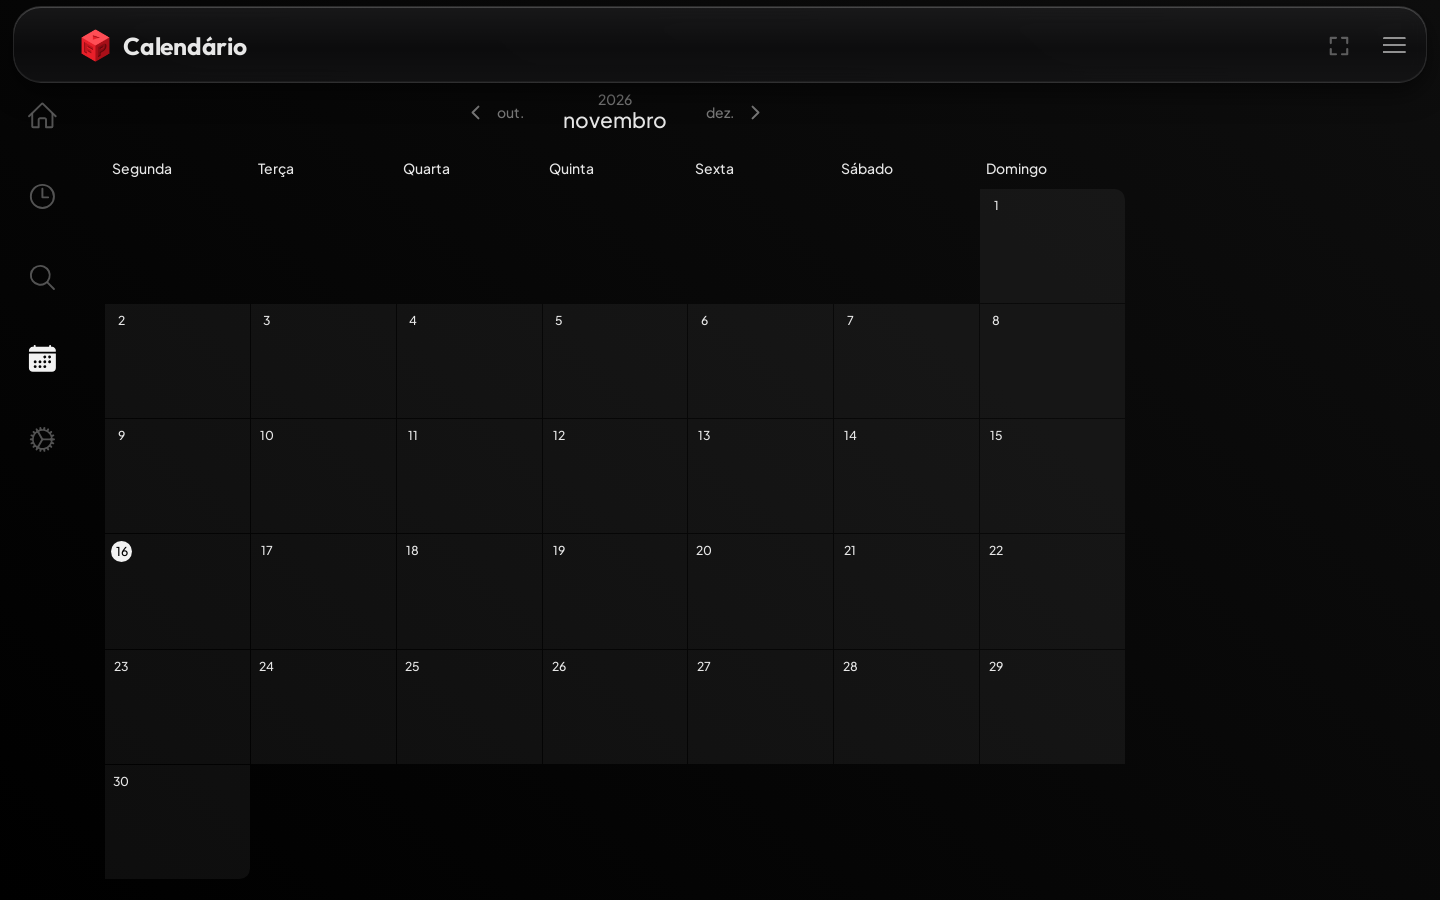 Calendário
2026
out. novembro dez.
Segunda Terça Quarta Quinta Sexta Sábado Domingo
1
2 3 4 5 6 7 8
9 10 11 12 13 14 15
16 17 18 19 20 21 22
23 24 25 26 27 28 29
30